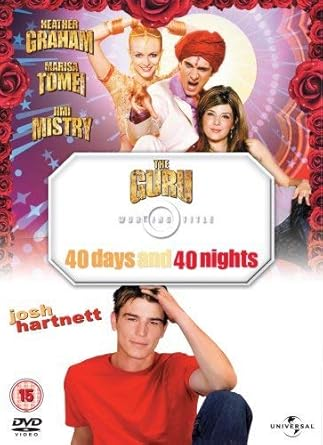 HEATHER
GRAHAM
MARISA
TOMEI
JIMI
MISTRY
THE
GURU
WORKING TITLE
40 days and 40 nights
josh
hartnett
15
DVD
VIDEO
UNIVERSAL